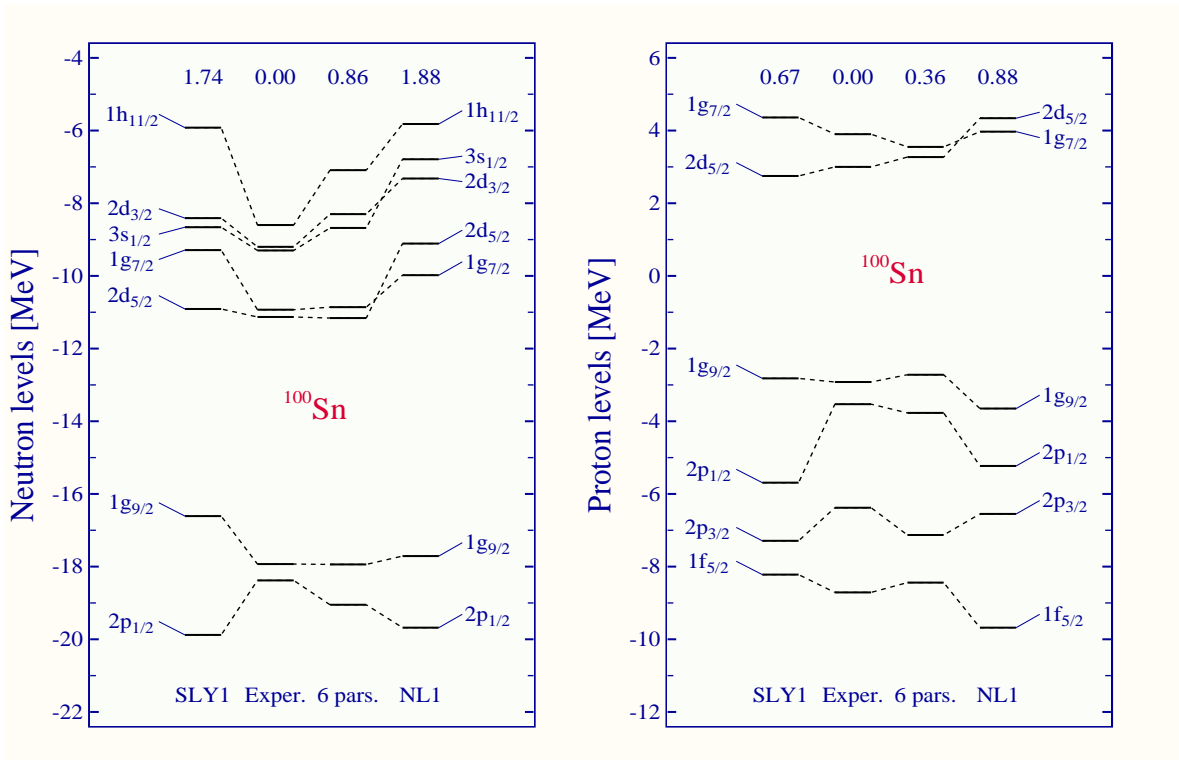 Neutron levels [MeV]
-4
-6
-8
-10
-12
-14
-16
-18
-20
-22
1.74 0.00 0.86 1.88
1h11/2
2d3/2
3s1/2
1g7/2
2d5/2
1g9/2
2p1/2
1h11/2
3s1/2
2d3/2
2d5/2
1g7/2
1g9/2
2p1/2
100Sn
SLY1 Exper. 6 pars. NL1
Proton levels [MeV]
6
4
2
0
-2
-4
-6
-8
-10
-12
0.67 0.00 0.36 0.88
1g7/2
2d5/2
1g9/2
2p1/2
2p3/2
1f5/2
2d5/2
1g7/2
1g9/2
2p1/2
2p3/2
1f5/2
100Sn
SLY1 Exper. 6 pars. NL1